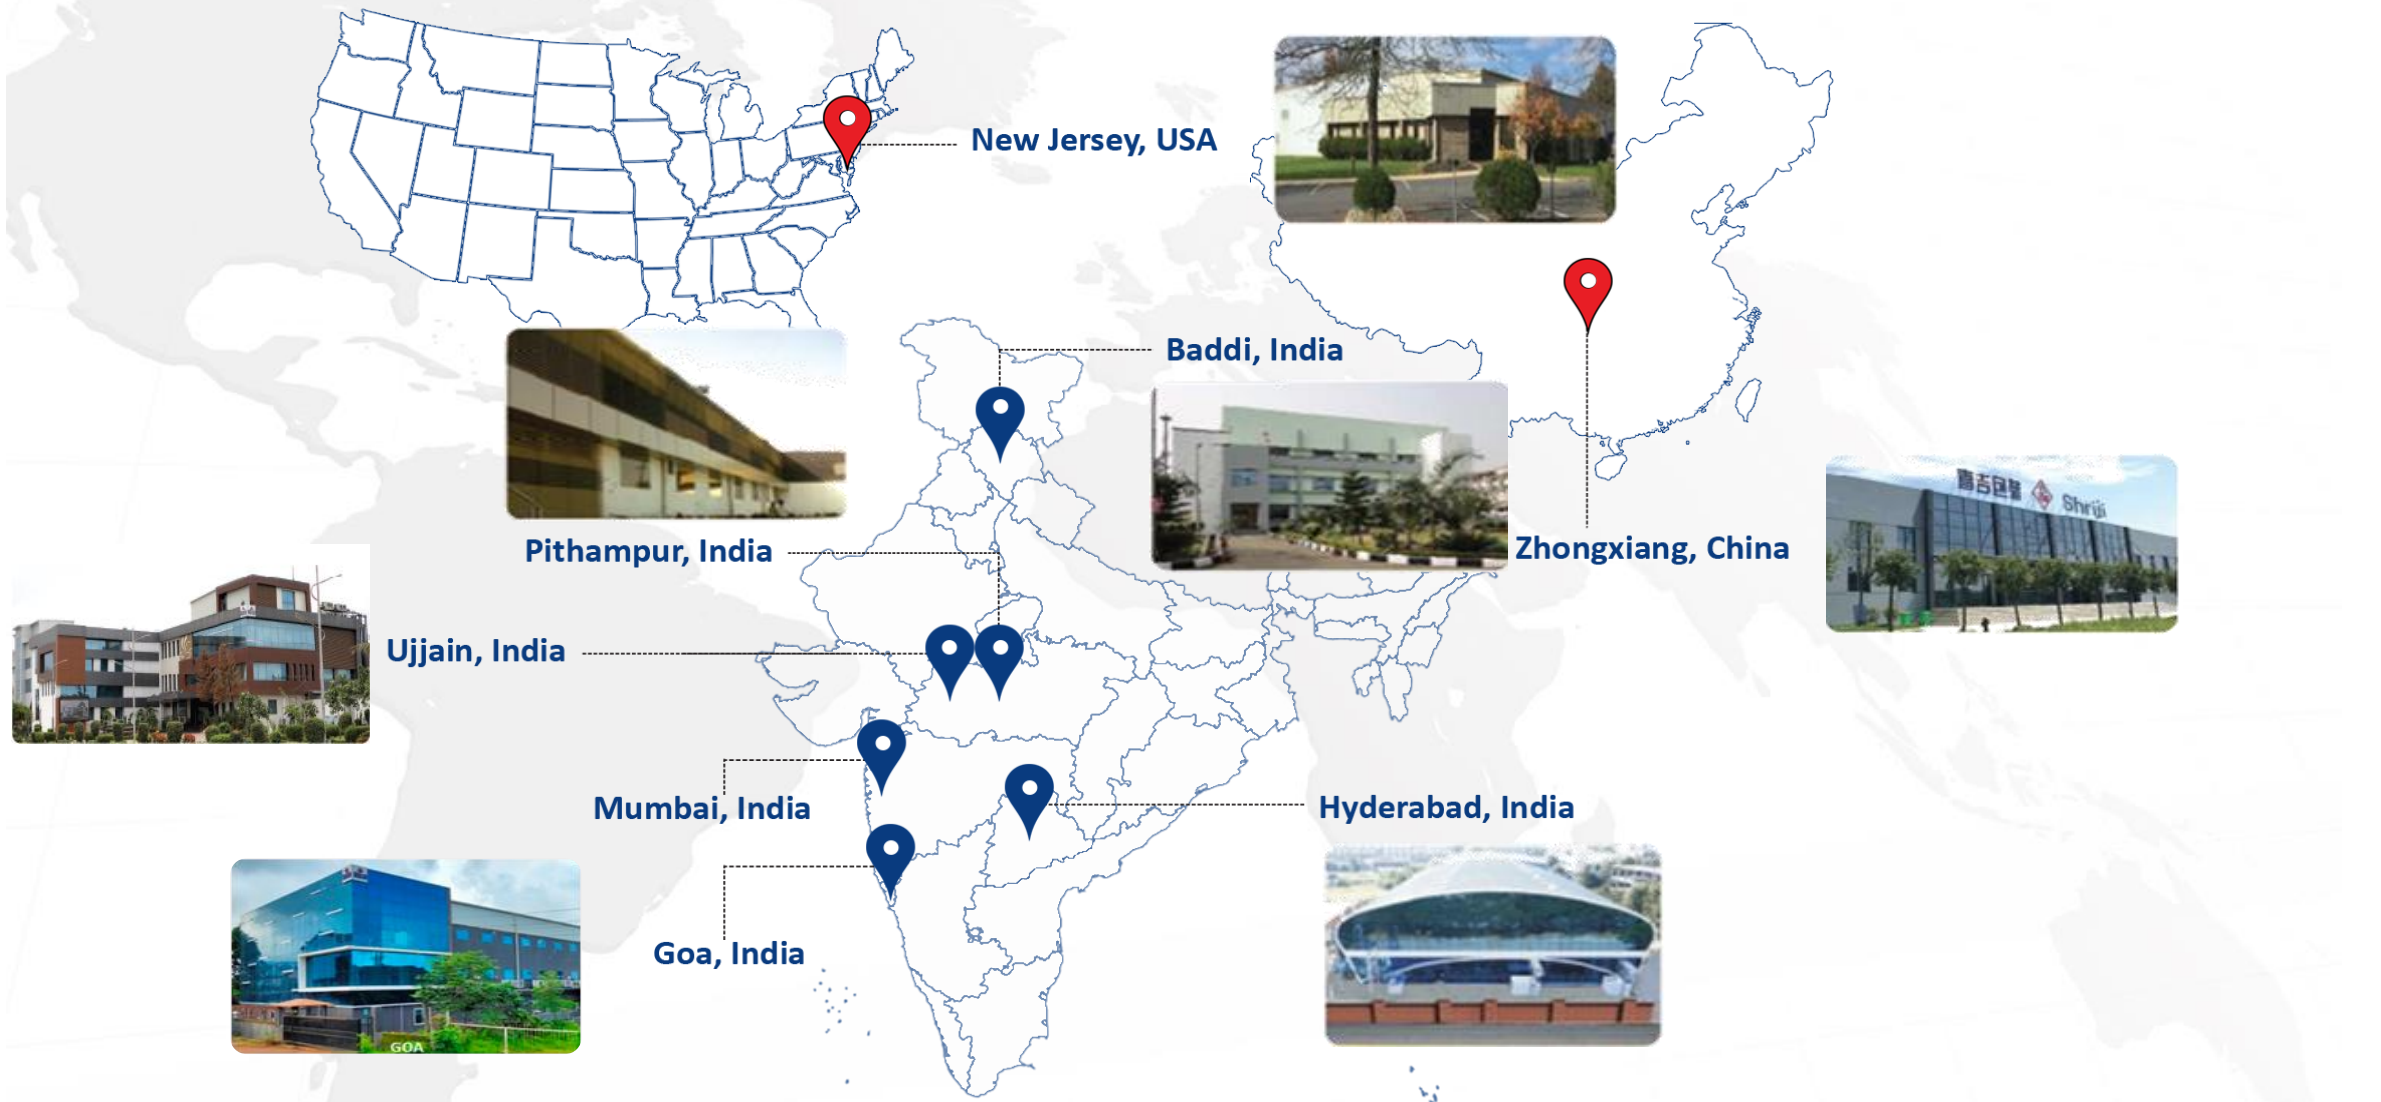 New Jersey, USA
Baddi, India
Pithampur, India
Zhongxiang, China
Shriji
Ujjain, India
Mumbai, India
Hyderabad, India
Goa, India
GOA